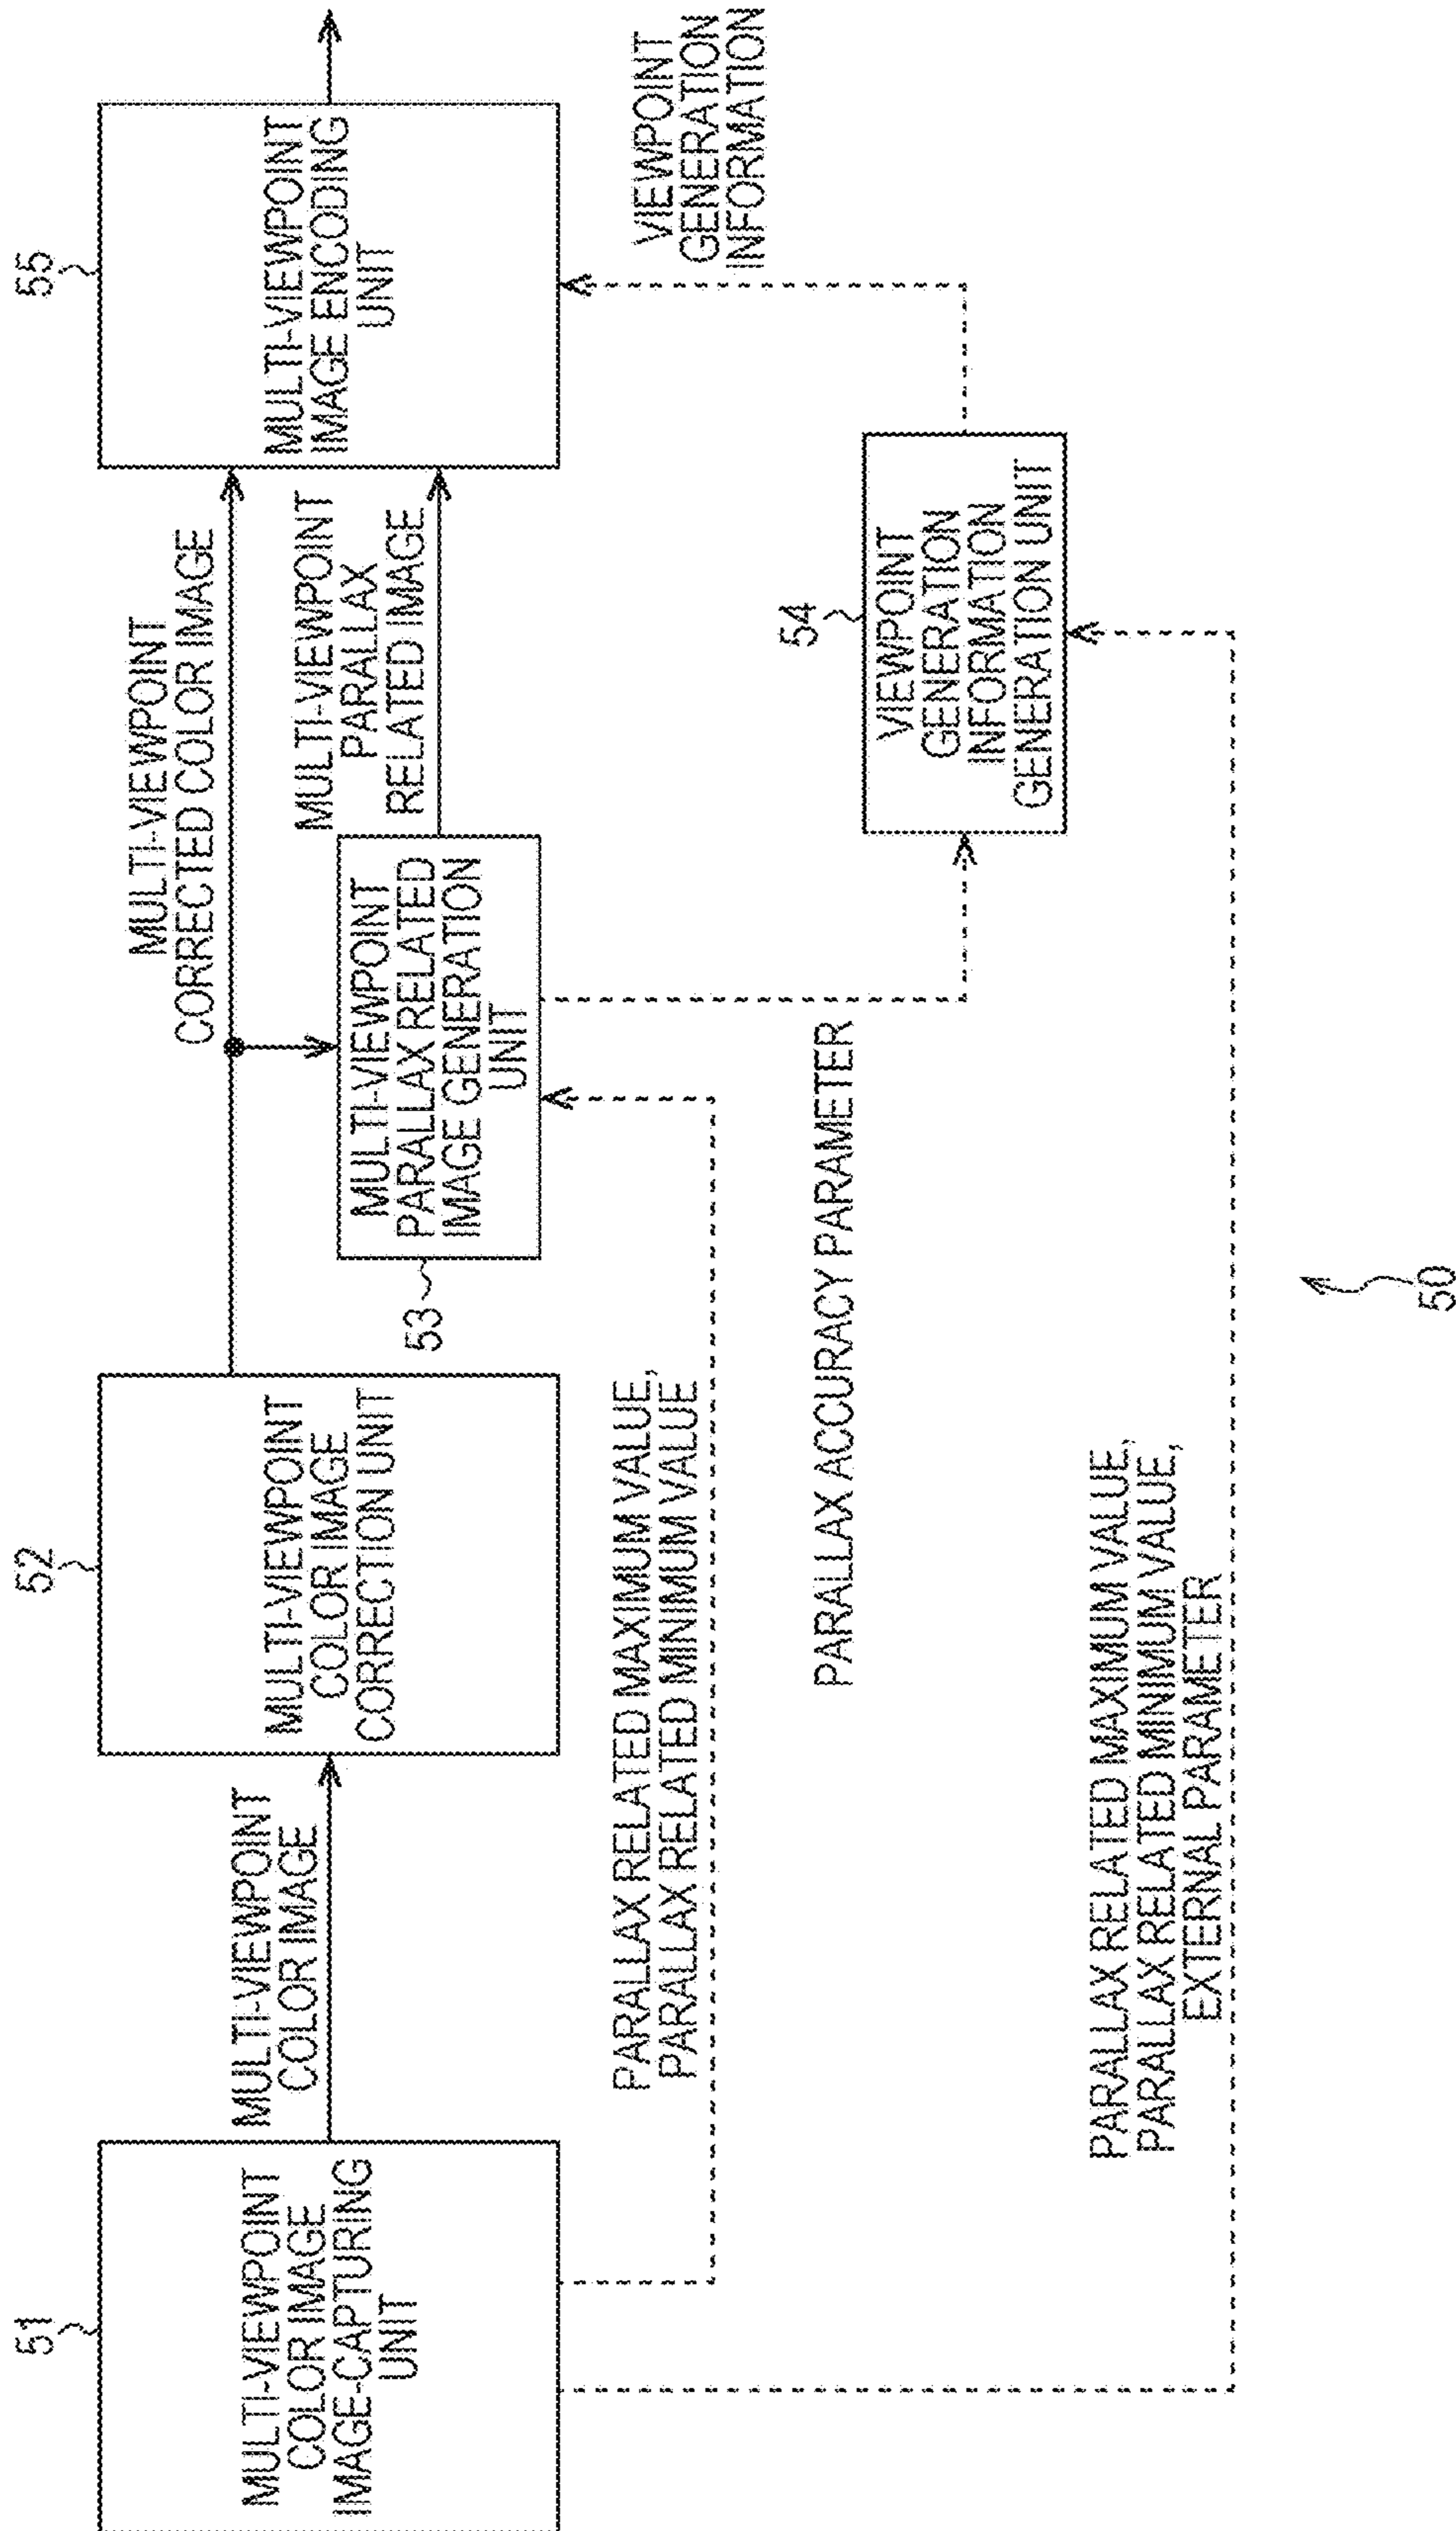 51
MULTI-VIEWPOINT
COLOR IMAGE
IMAGE-CAPTURING
UNIT
MULTI-VIEWPOINT
COLOR IMAGE
52
MULTI-VIEWPOINT
COLOR IMAGE
CORRECTION UNIT
MULTI-VIEWPOINT
CORRECTED COLOR IMAGE
53
MULTI-VIEWPOINT
PARALLAX RELATED
IMAGE GENERATION
UNIT
MULTI-VIEWPOINT
PARALLAX
RELATED IMAGE
55
MULTI-VIEWPOINT
IMAGE ENCODING
UNIT
PARALLAX RELATED MAXIMUM VALUE,
PARALLAX RELATED MINIMUM VALUE
PARALLAX ACCURACY PARAMETER
54
VIEWPOINT
GENERATION
INFORMATION
GENERATION UNIT
VIEWPOINT
GENERATION
INFORMATION
PARALLAX RELATED MAXIMUM VALUE,
PARALLAX RELATED MINIMUM VALUE,
EXTERNAL PARAMETER
50